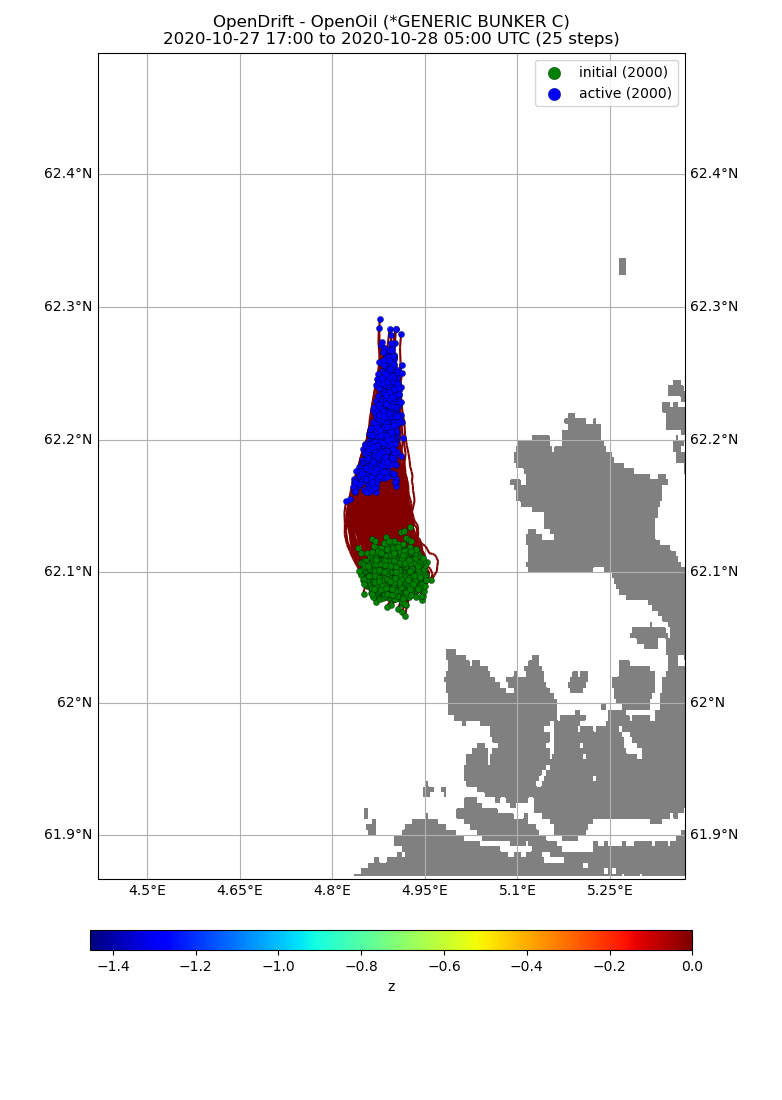 OpenDrift - OpenOil (*GENERIC BUNKER C)
2020-10-27 17:00 to 2020-10-28 05:00 UTC (25 steps)
initial (2000)
active (2000)
62.4°N 62.4°N
62.3°N 62.3°N
62.2°N 62.2°N
62.1°N 62.1°N
62°N 62°N
61.9°N 61.9°N
4.5°E 4.65°E 4.8°E 4.95°E 5.1°E 5.25°E
−1.4 −1.2 −1.0 −0.8 −0.6 −0.4 −0.2 0.0
z